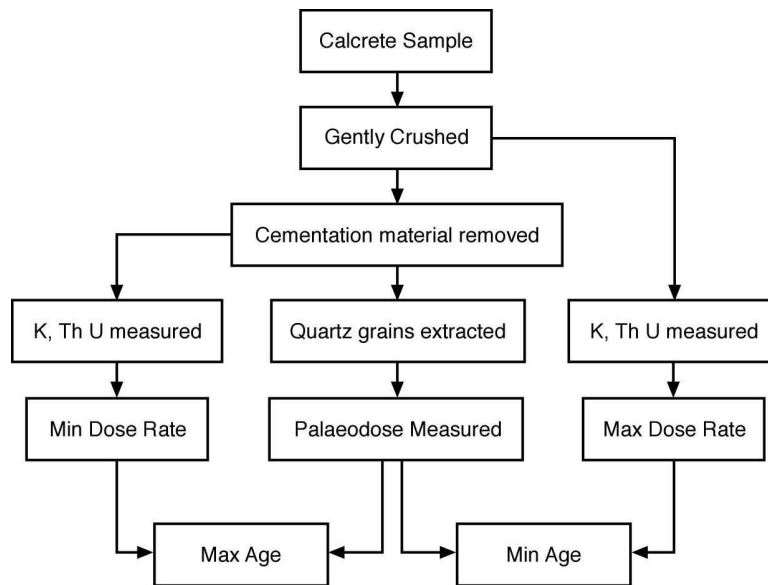 Calcrete Sample
Gently Crushed
Cementation material removed
K, Th U measured
Quartz grains extracted
K, Th U measured
Min Dose Rate
Palaeodose Measured
Max Dose Rate
Max Age
Min Age